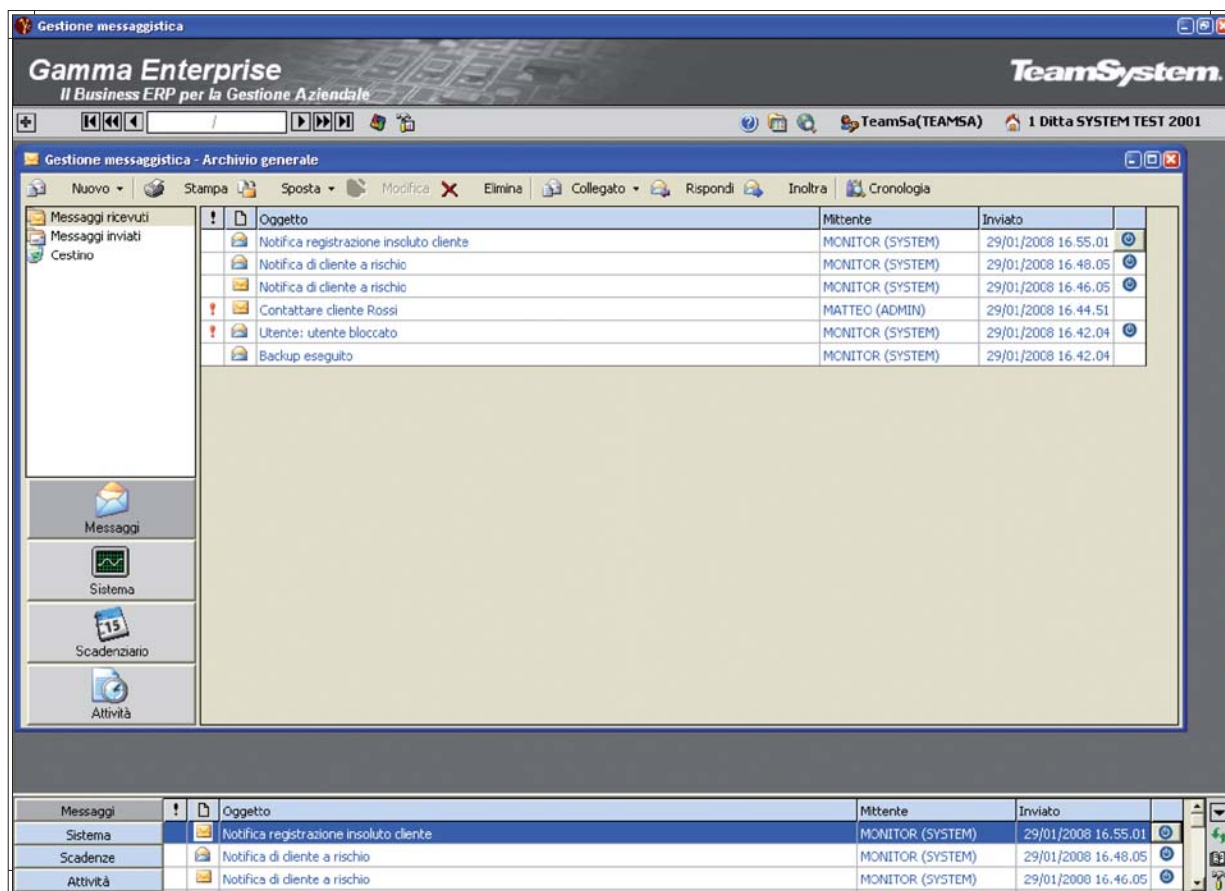 Gestione messaggistica
Gamma Enterprise
Il Business ERP per la Gestione Aziendale
TeamSystem.
/ TeamSa(TEAMSA) 1 Ditta SYSTEM TEST 2001
Gestione messaggistica - Archivio generale
Nuovo Stampa Sposta Modifica Elimina Collegato Rispondi Inoltra Cronologia
Messaggi ricevuti
Messaggi inviati
Cestino
! Oggetto Mittente Inviato
Notifica registrazione insoluto cliente MONITOR (SYSTEM) 29/01/2008 16.55.01
Notifica di cliente a rischio MONITOR (SYSTEM) 29/01/2008 16.48.05
Notifica di cliente a rischio MONITOR (SYSTEM) 29/01/2008 16.46.05
! Contattare cliente Rossi MATTEO (ADMIN) 29/01/2008 16.44.51
! Utente: utente bloccato MONITOR (SYSTEM) 29/01/2008 16.42.04
Backup eseguito MONITOR (SYSTEM) 29/01/2008 16.42.04
Messaggi
Sistema
15
Scadenziario
Attività
Messaggi ! Oggetto Mittente Inviato
Sistema Notifica registrazione insoluto cliente MONITOR (SYSTEM) 29/01/2008 16.55.01
Scadenze Notifica di cliente a rischio MONITOR (SYSTEM) 29/01/2008 16.48.05
Attività Notifica di cliente a rischio MONITOR (SYSTEM) 29/01/2008 16.46.05